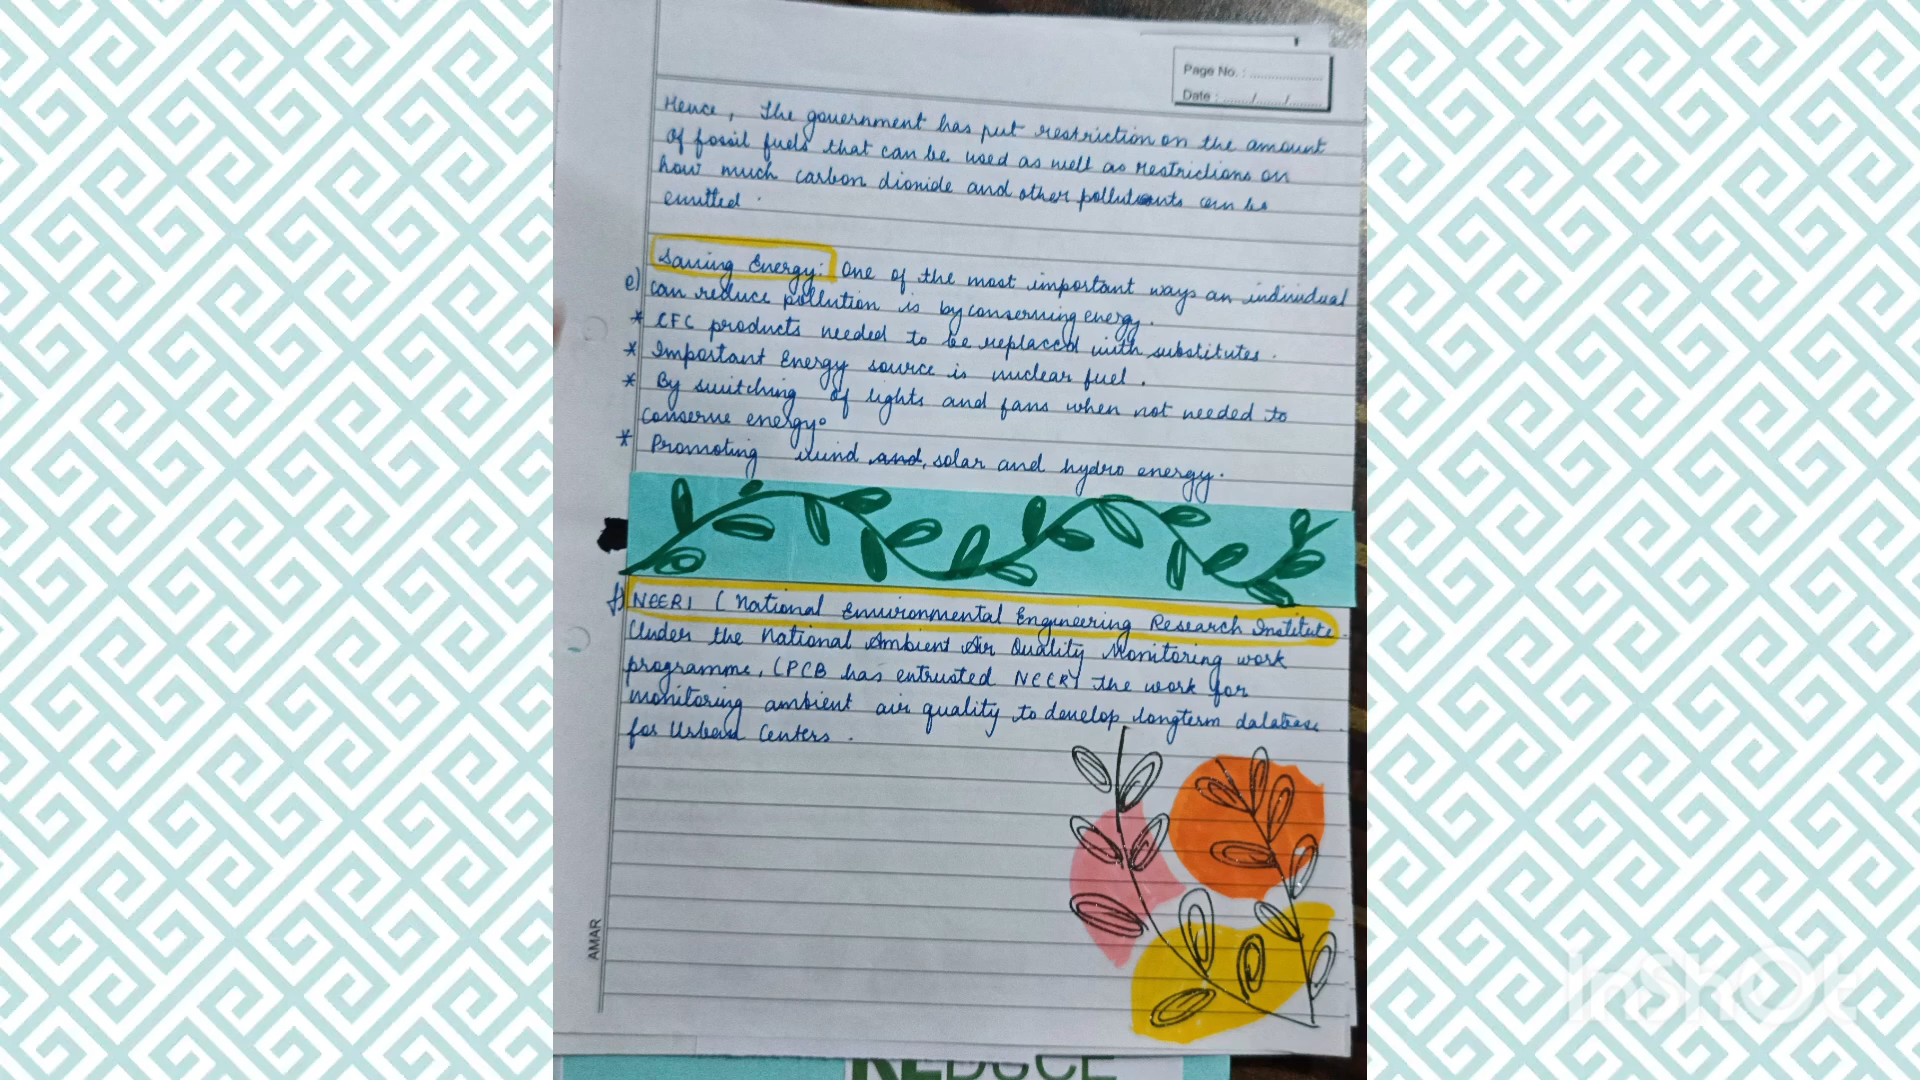 Page No. :
Date : ....../....../......
Hence, The government has put restriction on the amount
Of fossil fuels that can be used as well as restrictions on
how much carbon dionide and other pollutants can be
emitted.
e) Saving Energy: One of the most important ways an individual
can reduce pollution is by conserving energy.
* CFC products needed to be replaced with substitutes.
* Important Energy source is nuclear fuel.
* By switching of lights and fans when not needed to
conserve energy.
* Promoting wind and, solar and hydro energy.
f) NEERI (National Environmental Engineering Research Institute.
Under the National Ambient Air Quality Monitoring work
programme, CPCB has entrusted NEERI the work for
monitoring ambient air quality to develop longterm database
for Urban Centers.
AMAR
REDUCE
InShOt